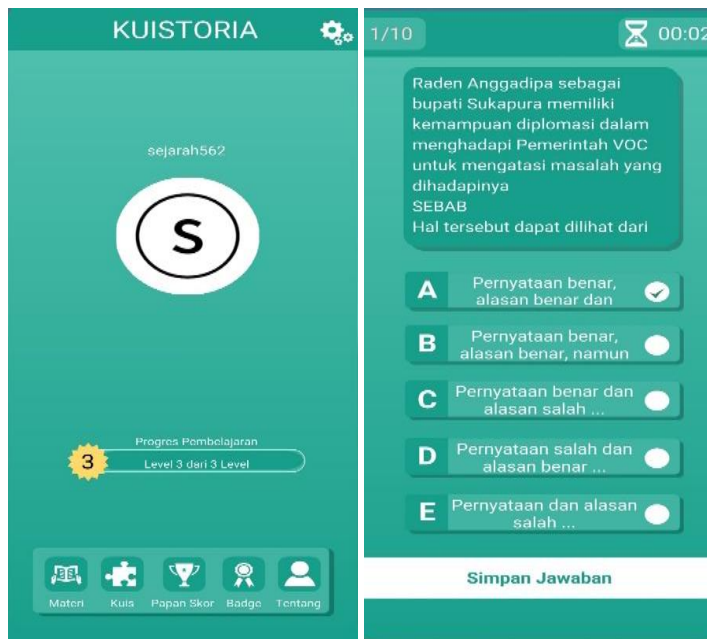 KUISTORIA
sejarah562
S
Progres Pembelajaran
3
Level 3 dari 3 Level
Materi
Kuis
Papan Skor
Badge
Tentang
1/10
00:02
Raden Anggadipa sebagai
bupati Sukapura memiliki
kemampuan diplomasi dalam
menghadapi Pemerintah VOC
untuk mengatasi masalah yang
dihadapinya
SEBAB
Hal tersebut dapat dilihat dari
A
Pernyataan benar,
alasan benar dan
B
Pernyataan benar,
alasan benar, namun
C
Pernyataan benar dan
alasan salah ...
D
Pernyataan salah dan
alasan benar ...
E
Pernyataan dan alasan
salah ...
Simpan Jawaban